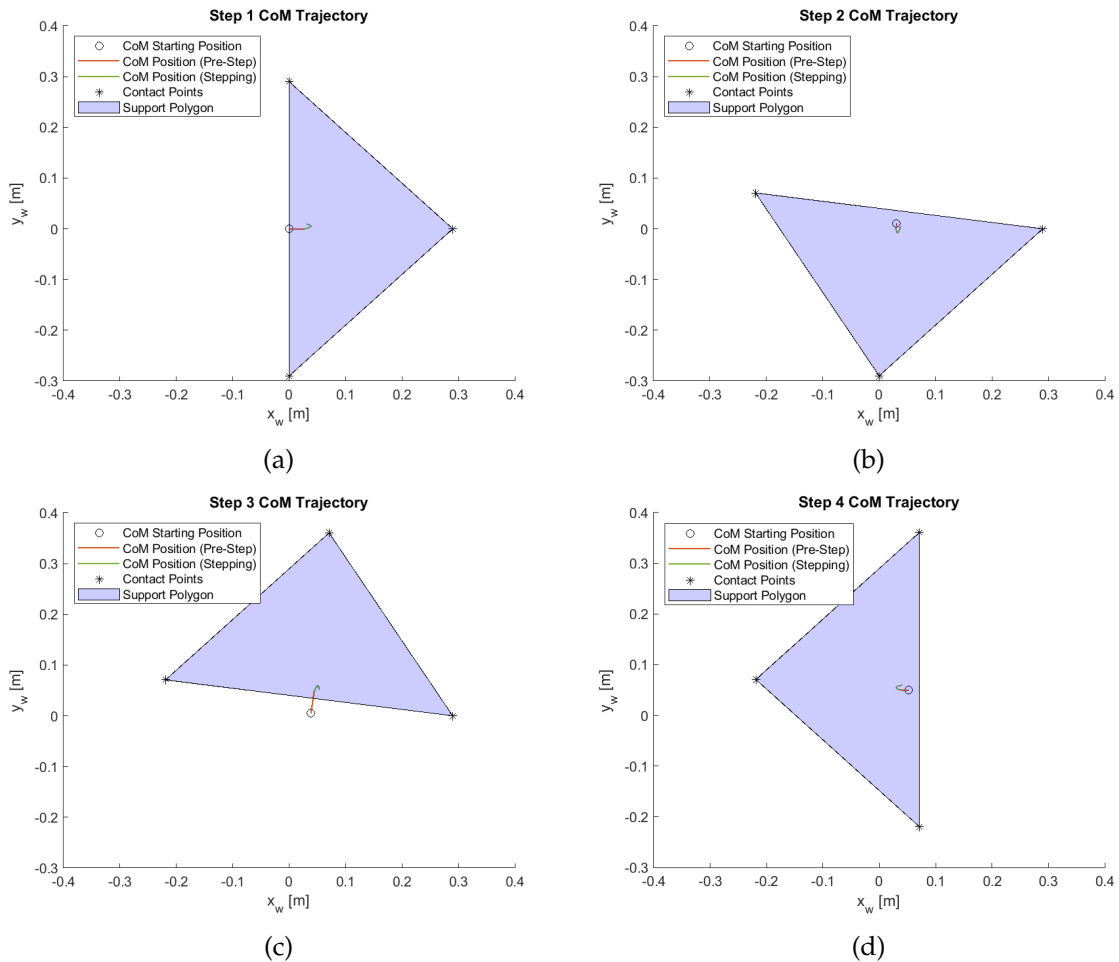 Step 1 CoM Trajectory
CoM Starting Position
CoM Position (Pre-Step)
CoM Position (Stepping)
Contact Points
Support Polygon
0.4
0.3
0.2
0.1
0
-0.1
-0.2
-0.3
y_w [m]
-0.4 -0.3 -0.2 -0.1 0 0.1 0.2 0.3 0.4
x_w [m]
(a)
Step 2 CoM Trajectory
CoM Starting Position
CoM Position (Pre-Step)
CoM Position (Stepping)
Contact Points
Support Polygon
0.4
0.3
0.2
0.1
0
-0.1
-0.2
-0.3
y_w [m]
-0.4 -0.3 -0.2 -0.1 0 0.1 0.2 0.3 0.4
x_w [m]
(b)
Step 3 CoM Trajectory
CoM Starting Position
CoM Position (Pre-Step)
CoM Position (Stepping)
Contact Points
Support Polygon
0.4
0.3
0.2
0.1
0
-0.1
-0.2
-0.3
y_w [m]
-0.4 -0.3 -0.2 -0.1 0 0.1 0.2 0.3 0.4
x_w [m]
(c)
Step 4 CoM Trajectory
CoM Starting Position
CoM Position (Pre-Step)
CoM Position (Stepping)
Contact Points
Support Polygon
0.4
0.3
0.2
0.1
0
-0.1
-0.2
-0.3
y_w [m]
-0.4 -0.3 -0.2 -0.1 0 0.1 0.2 0.3 0.4
x_w [m]
(d)